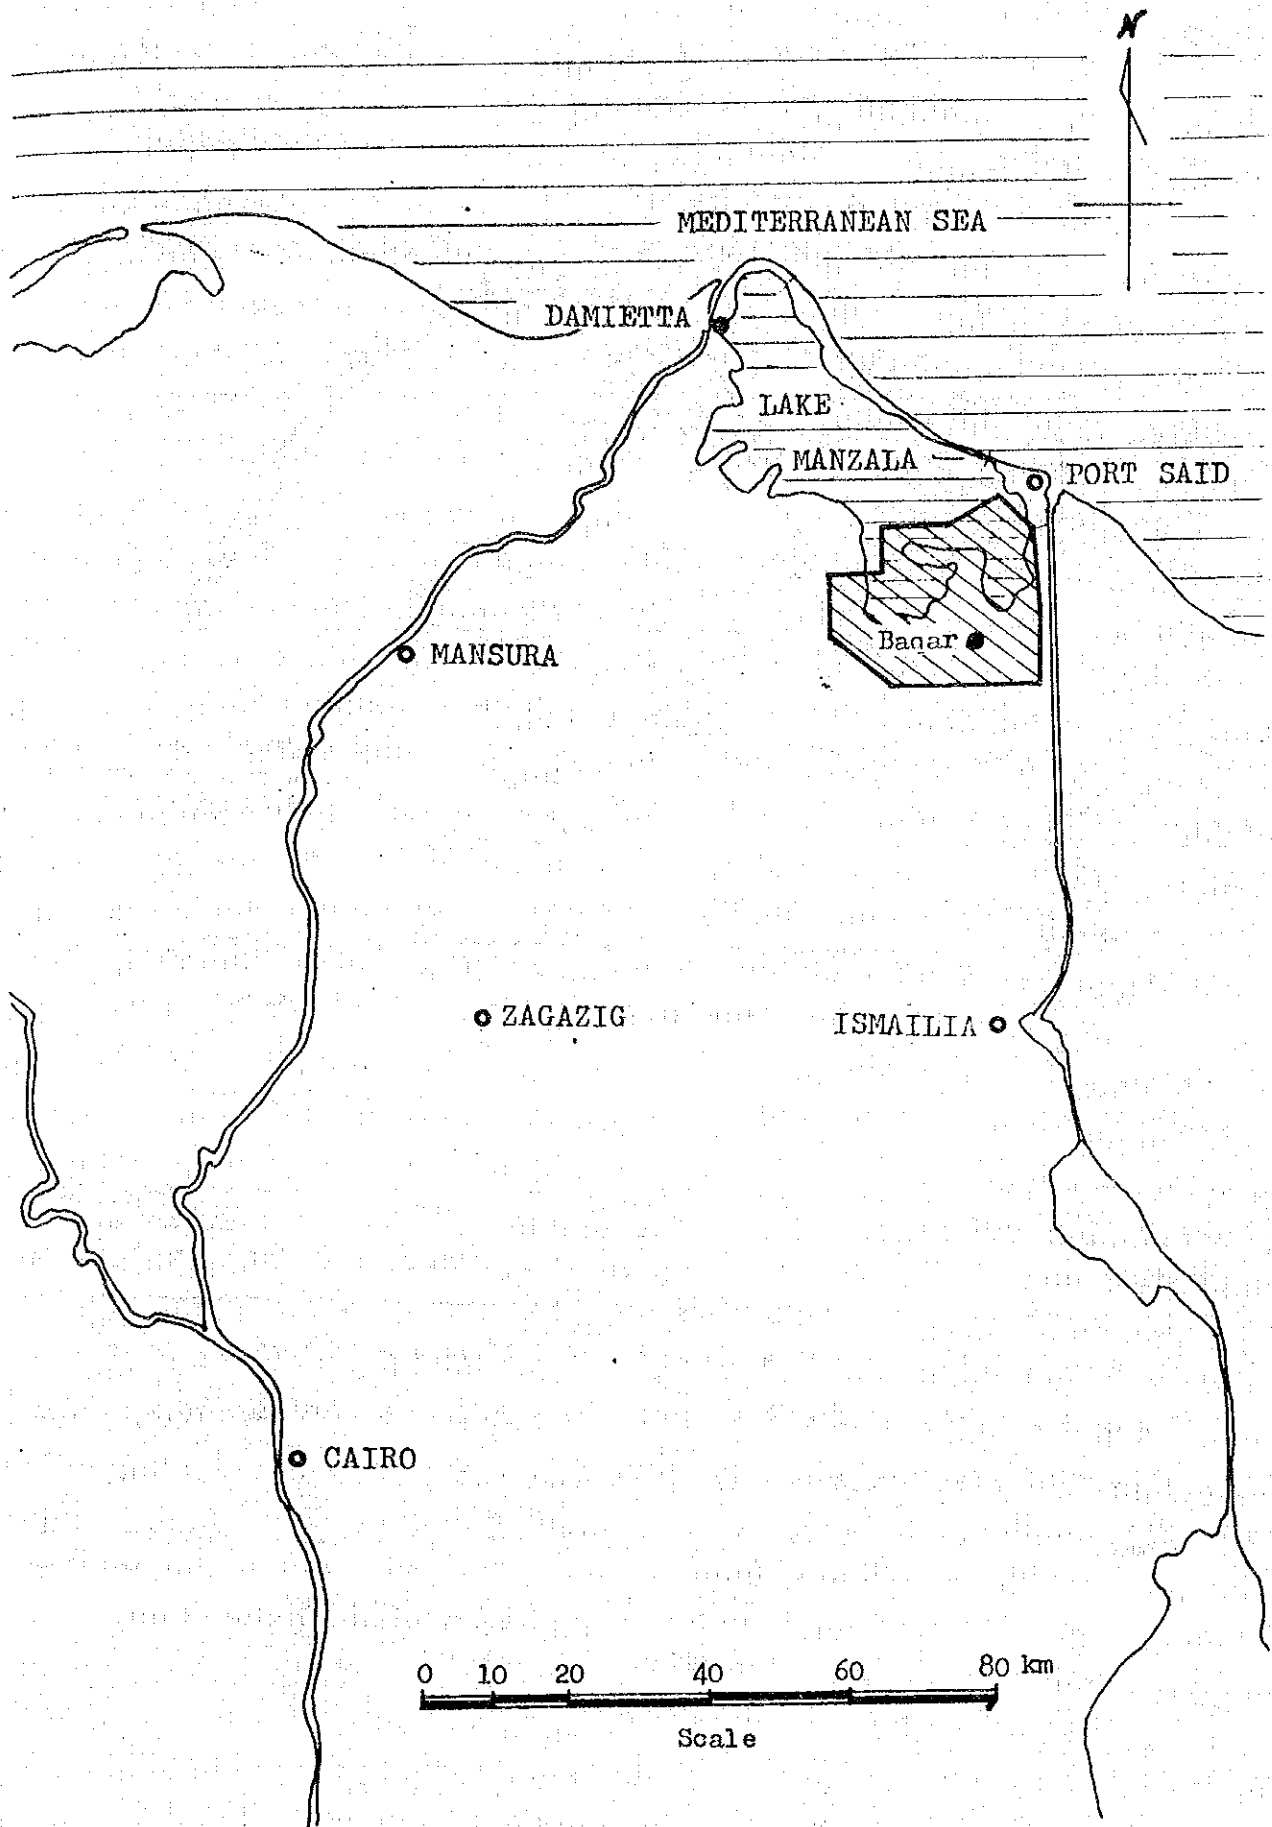 N
MEDITERRANEAN SEA
DAMIETTA
LAKE
MANZALA
PORT SAID
Baqar
MANSURA
ZAGAZIG
ISMAILIA
CAIRO
0 10 20 40 60 80 km
Scale